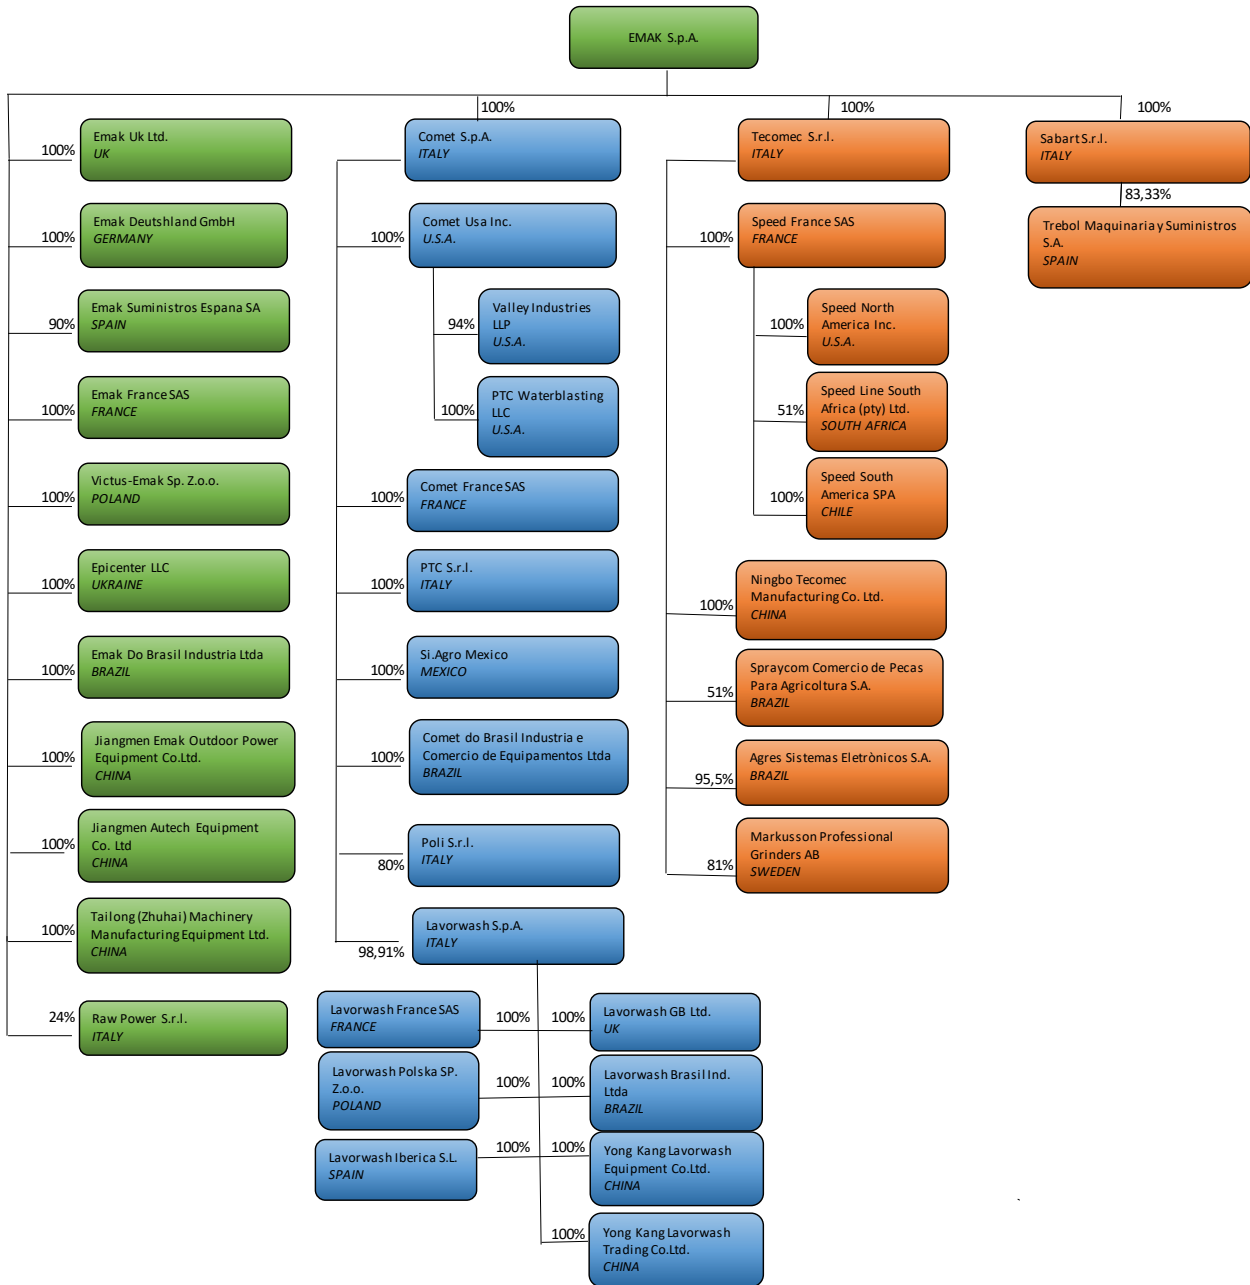 EMAK S.p.A.
100%
100%
100%
100%
Emak Uk Ltd.
UK
100%
Emak Deutshland GmbH
GERMANY
90%
Emak Suministros Espana SA
SPAIN
100%
Emak France SAS
FRANCE
100%
Victus-Emak Sp. Z.o.o.
POLAND
100%
Epicenter LLC
UKRAINE
100%
Emak Do Brasil Industria Ltda
BRAZIL
100%
Jiangmen Emak Outdoor Power
Equipment Co.Ltd.
CHINA
100%
Jiangmen Autech Equipment
Co. Ltd
CHINA
100%
Tailong (Zhuhai) Machinery
Manufacturing Equipment Ltd.
CHINA
24%
Raw Power S.r.l.
ITALY
Comet S.p.A.
ITALY
100%
Comet Usa Inc.
U.S.A.
94%
Valley Industries
LLP
U.S.A.
100%
PTC Waterblasting
LLC
U.S.A.
100%
Comet France SAS
FRANCE
100%
PTC S.r.l.
ITALY
100%
Si.Agro Mexico
MEXICO
100%
Comet do Brasil Industria e
Comercio de Equipamentos Ltda
BRAZIL
80%
Poli S.r.l.
ITALY
98,91%
Lavorwash S.p.A.
ITALY
Lavorwash France SAS
FRANCE
100%
100%
Lavorwash GB Ltd.
UK
Lavorwash Polska SP.
Z.o.o.
POLAND
100%
100%
Lavorwash Brasil Ind.
Ltda
BRAZIL
Lavorwash Iberica S.L.
SPAIN
100%
100%
Yong Kang Lavorwash
Equipment Co.Ltd.
CHINA
100%
Yong Kang Lavorwash
Trading Co.Ltd.
CHINA
Tecomec S.r.l.
ITALY
100%
Speed France SAS
FRANCE
100%
Speed North
America Inc.
U.S.A.
51%
Speed Line South
Africa (pty) Ltd.
SOUTH AFRICA
100%
Speed South
America SPA
CHILE
100%
Ningbo Tecomec
Manufacturing Co. Ltd.
CHINA
51%
Spraycom Comercio de Pecas
Para Agricoltura S.A.
BRAZIL
95,5%
Agres Sistemas Eletrònicos S.A.
BRAZIL
81%
Markusson Professional
Grinders AB
SWEDEN
Sabart S.r.l.
ITALY
83,33%
Trebol Maquinaria y Suministros
S.A.
SPAIN